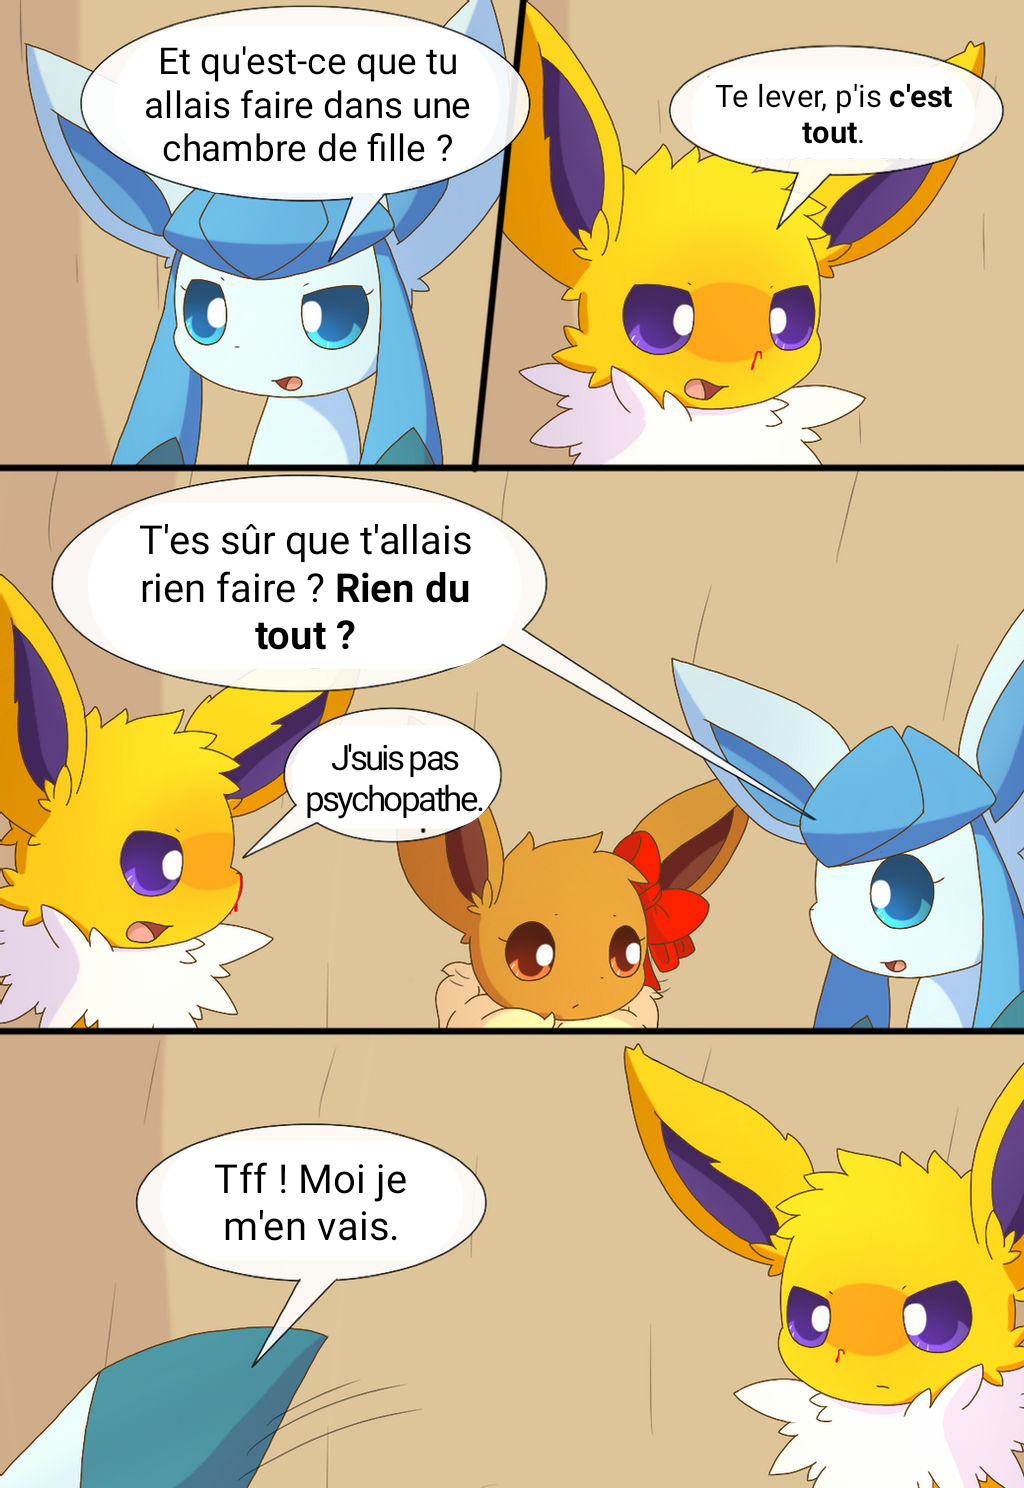 Et qu'est-ce que tu
allais faire dans une
chambre de fille ?
Te lever, p'is c'est
tout.
T'es sûr que t'allais
rien faire ? Rien du
tout ?
J'suis pas
psychopathe.
Tff ! Moi je
m'en vais.